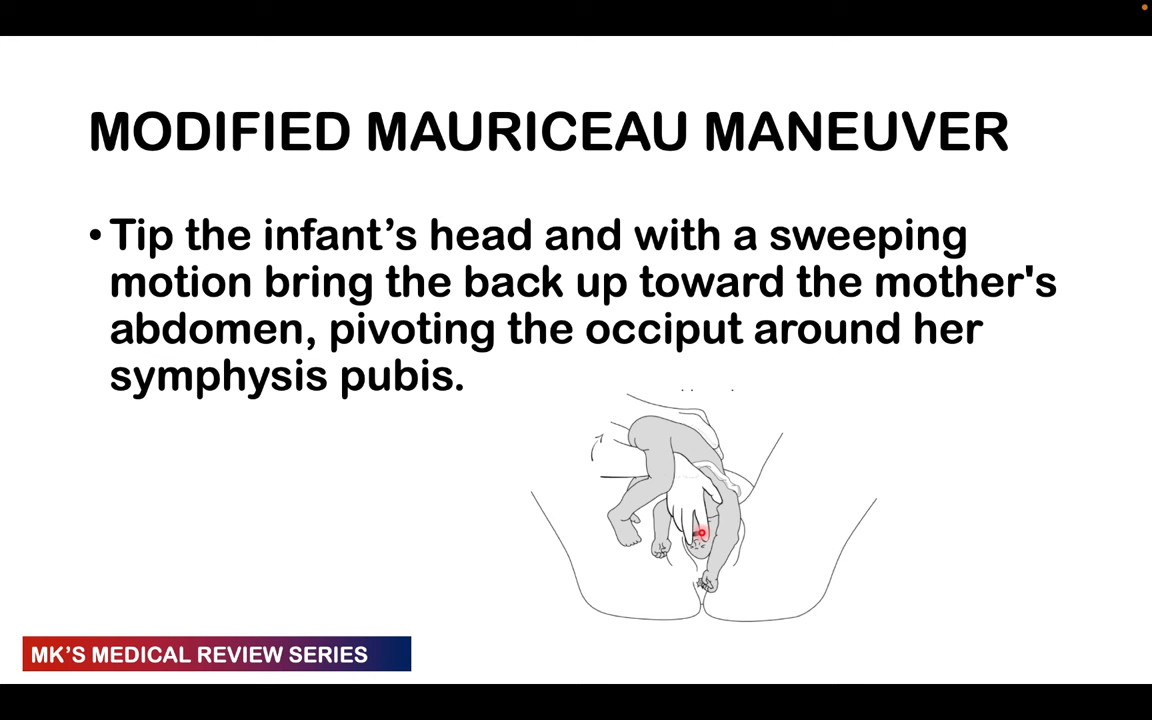 MODIFIED MAURICEAU MANEUVER
• Tip the infant’s head and with a sweeping
motion bring the back up toward the mother's
abdomen, pivoting the occiput around her
symphysis pubis.
MK’S MEDICAL REVIEW SERIES